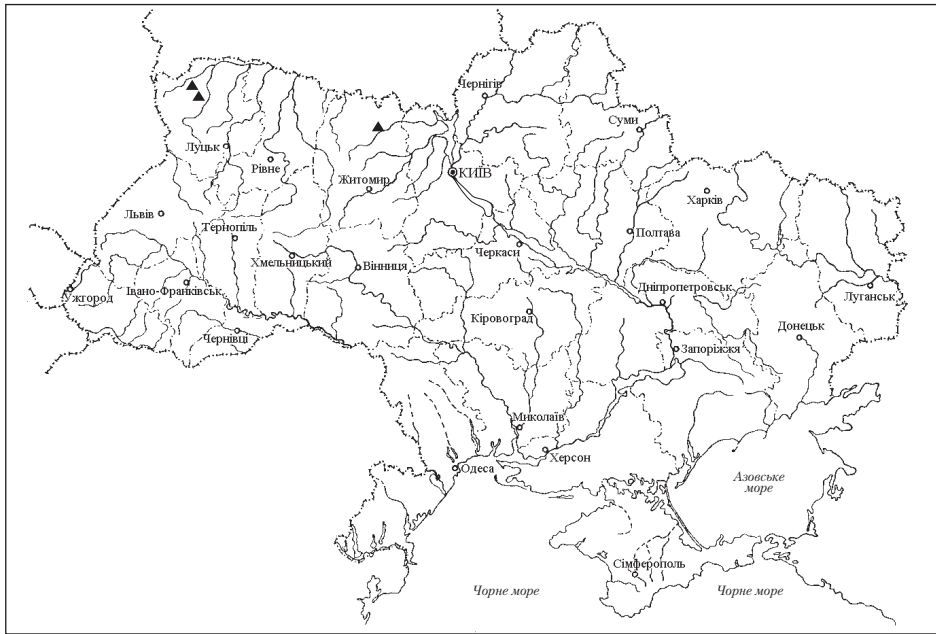 Чернігів
Суми
Луцьк
Рівне
Житомир
КИЇВ
Харків
Львів
Тернопіль
Полтава
Черкаси
Хмельницький
Вінниця
Ужгород
Івано-Франківськ
Дніпропетровськ
Луганськ
Кіровоград
Донецьк
Чернівці
Запоріжжя
Миколаїв
Херсон
Одеса
Азовське
море
Сімферополь
Чорне море
Чорне море